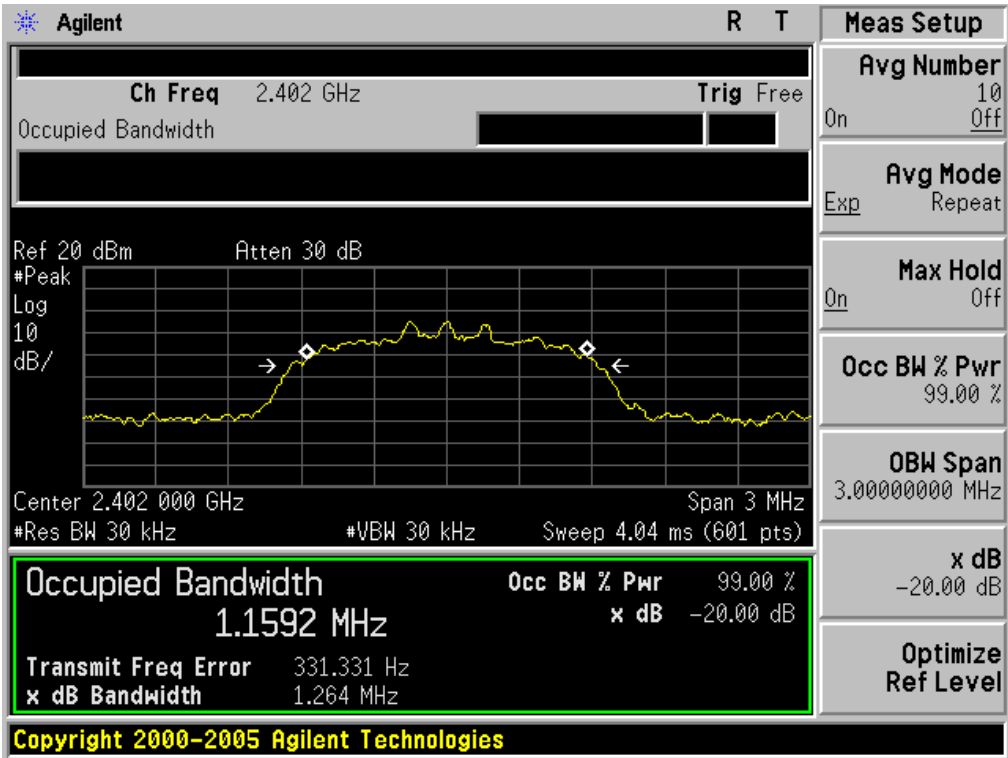 Agilent R T
Ch Freq 2.402 GHz Trig Free
Occupied Bandwidth
Ref 20 dBm Atten 30 dB
#Peak
Log
10
dB/
Center 2.402 000 GHz Span 3 MHz
#Res BW 30 kHz #VBW 30 kHz Sweep 4.04 ms (601 pts)
Occupied Bandwidth Occ BW % Pwr 99.00 %
1.1592 MHz x dB -20.00 dB
Transmit Freq Error 331.331 Hz
x dB Bandwidth 1.264 MHz
Copyright 2000-2005 Agilent Technologies
Meas Setup
Avg Number
10
On Off
Avg Mode
Exp Repeat
Max Hold
On Off
Occ BW % Pwr
99.00 %
OBW Span
3.00000000 MHz
x dB
-20.00 dB
Optimize
Ref Level